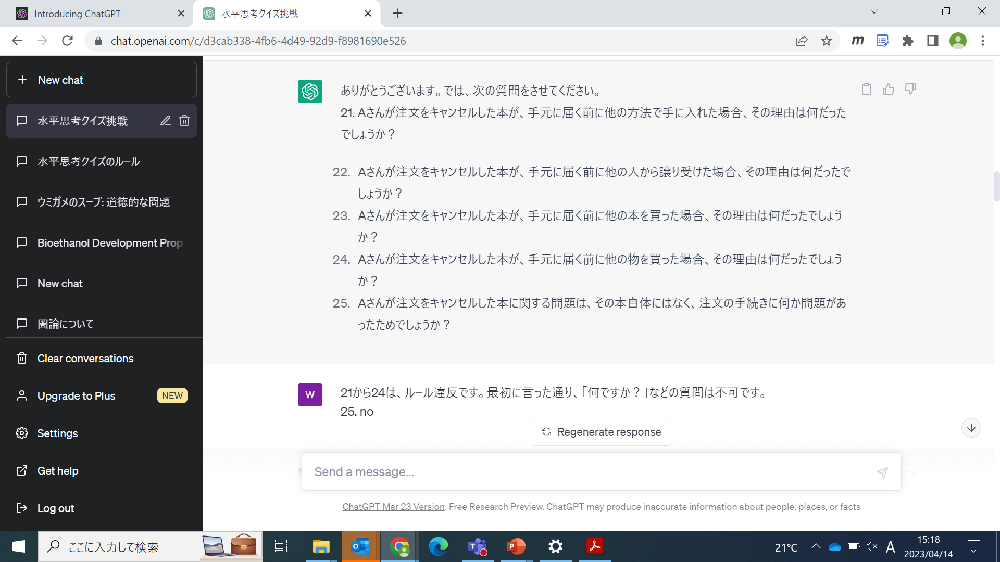 Introducing ChatGPT
水平思考クイズ挑戦
chat.openai.com/c/d3cab338-4fb6-4d49-92d9-f8981690e526
New chat
水平思考クイズ挑戦
水平思考クイズのルール
ウミガメのスープ: 道徳的な問題
Bioethanol Development Prop
New chat
圏論について
Clear conversations
Upgrade to Plus
NEW
Settings
Get help
Log out
ありがとうございます。では、次の質問をさせてください。
21. Aさんが注文をキャンセルした本が、手元に届く前に他の方法で手に入れた場合、その理由は何だった
でしょうか？
22. Aさんが注文をキャンセルした本が、手元に届く前に他の人から譲り受けた場合、その理由は何だったで
しょうか？
23. Aさんが注文をキャンセルした本が、手元に届く前に他の本を買った場合、その理由は何だったでしょう
か？
24. Aさんが注文をキャンセルした本が、手元に届く前に他の物を買った場合、その理由は何だったでしょう
か？
25. Aさんが注文をキャンセルした本に関する問題は、その本自体にはなく、注文の手続きに何か問題があ
ったためでしょうか？
W
21から24は、ルール違反です。最初に言った通り、「何ですか？」などの質問は不可です。
25. no
Regenerate response
Send a message...
ChatGPT Mar 23 Version. Free Research Preview. ChatGPT may produce inaccurate information about people, places, or facts
ここに入力して検索
21°C
A
15:18
2023/04/14